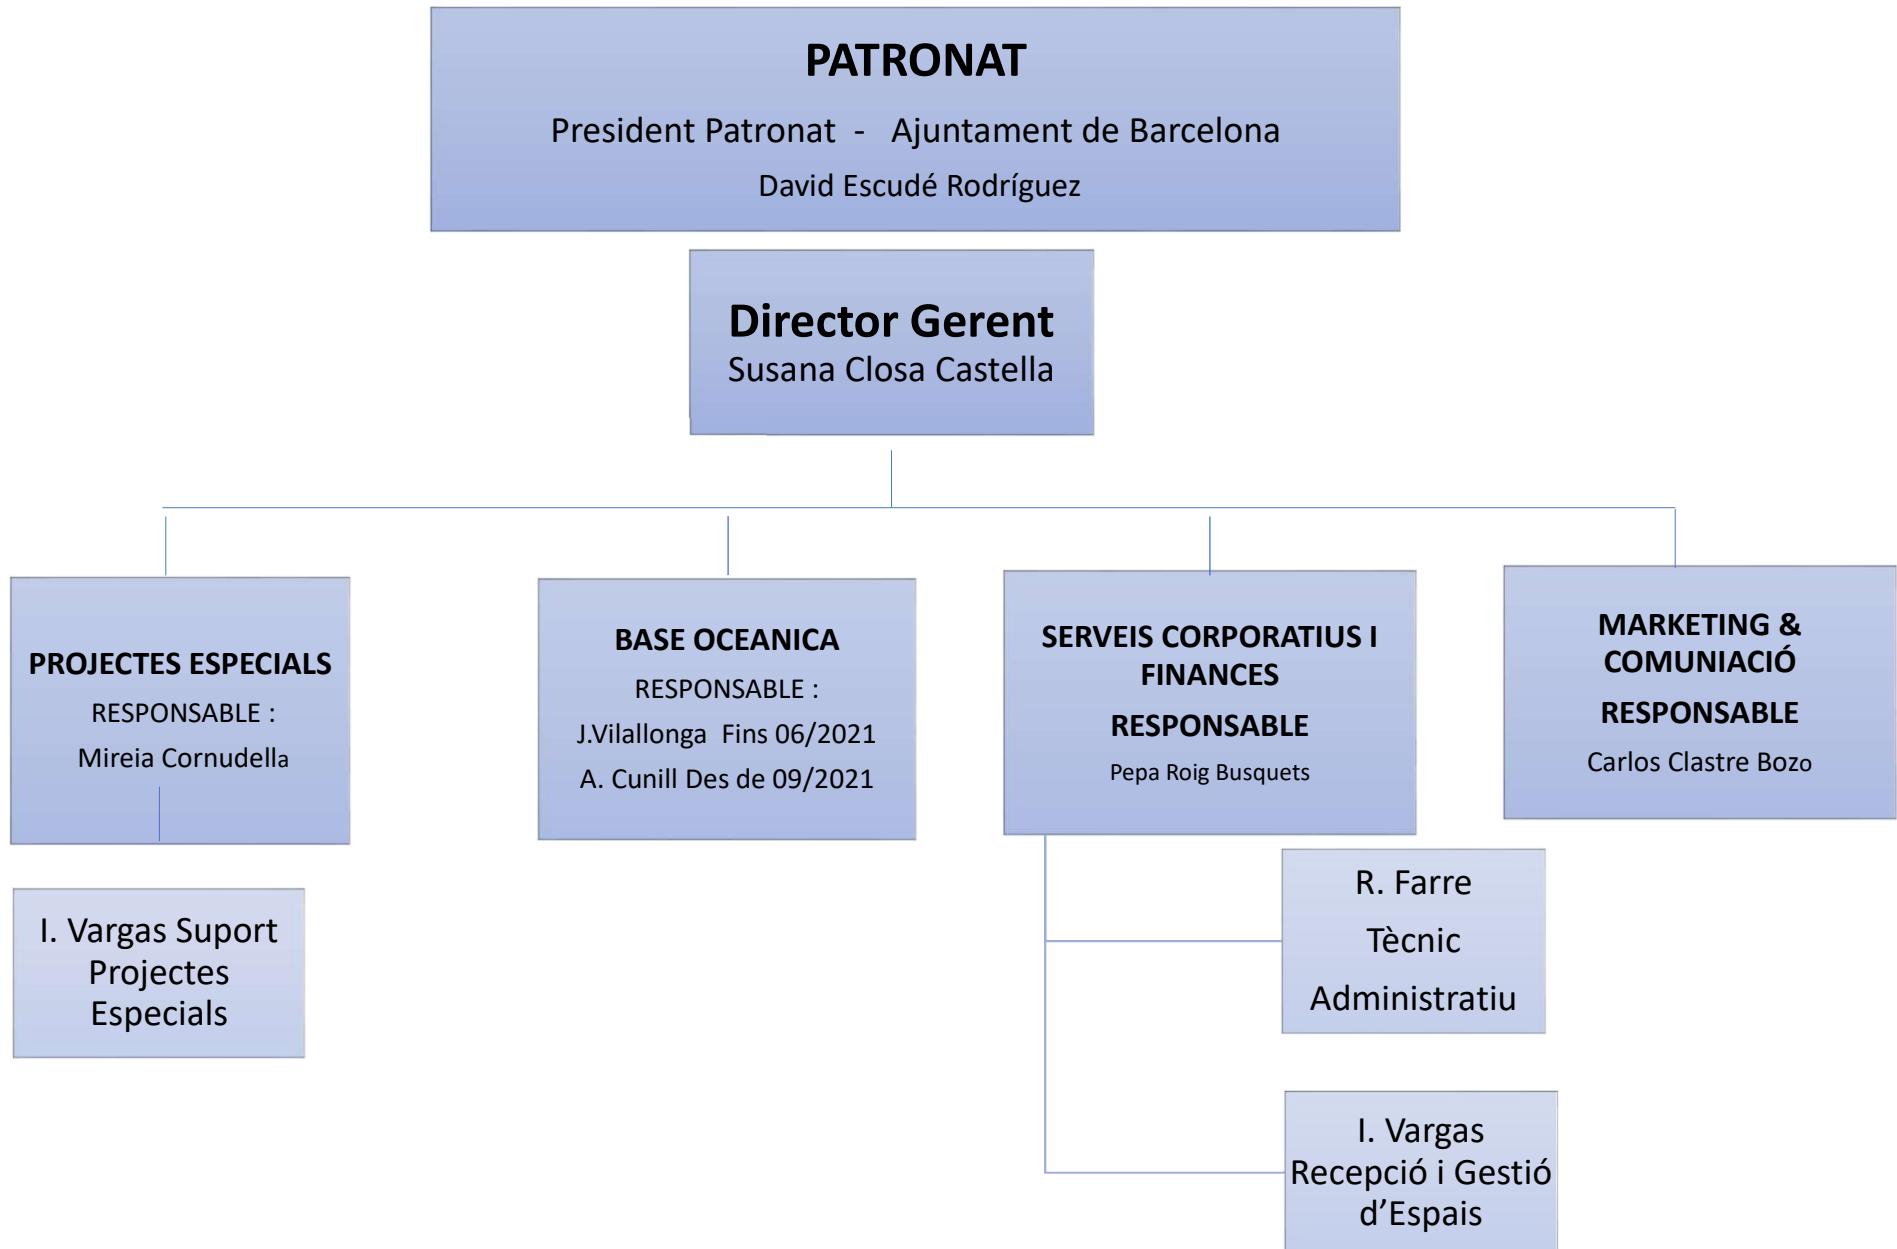 PATRONAT
President Patronat - Ajuntament de Barcelona
David Escudé Rodríguez
Director Gerent
Susana Closa Castella
PROJECTES ESPECIALS
RESPONSABLE :
Mireia Cornudella
BASE OCEANICA
RESPONSABLE :
J.Vilallonga Fins 06/2021
A. Cunill Des de 09/2021
SERVEIS CORPORATIUS I
FINANCES
RESPONSABLE
Pepa Roig Busquets
MARKETING &
COMUNIACIÓ
RESPONSABLE
Carlos Clastre Bozo
I. Vargas Suport
Projectes
Especials
R. Farre
Tècnic
Administratiu
I. Vargas
Recepció i Gestió
d’Espais